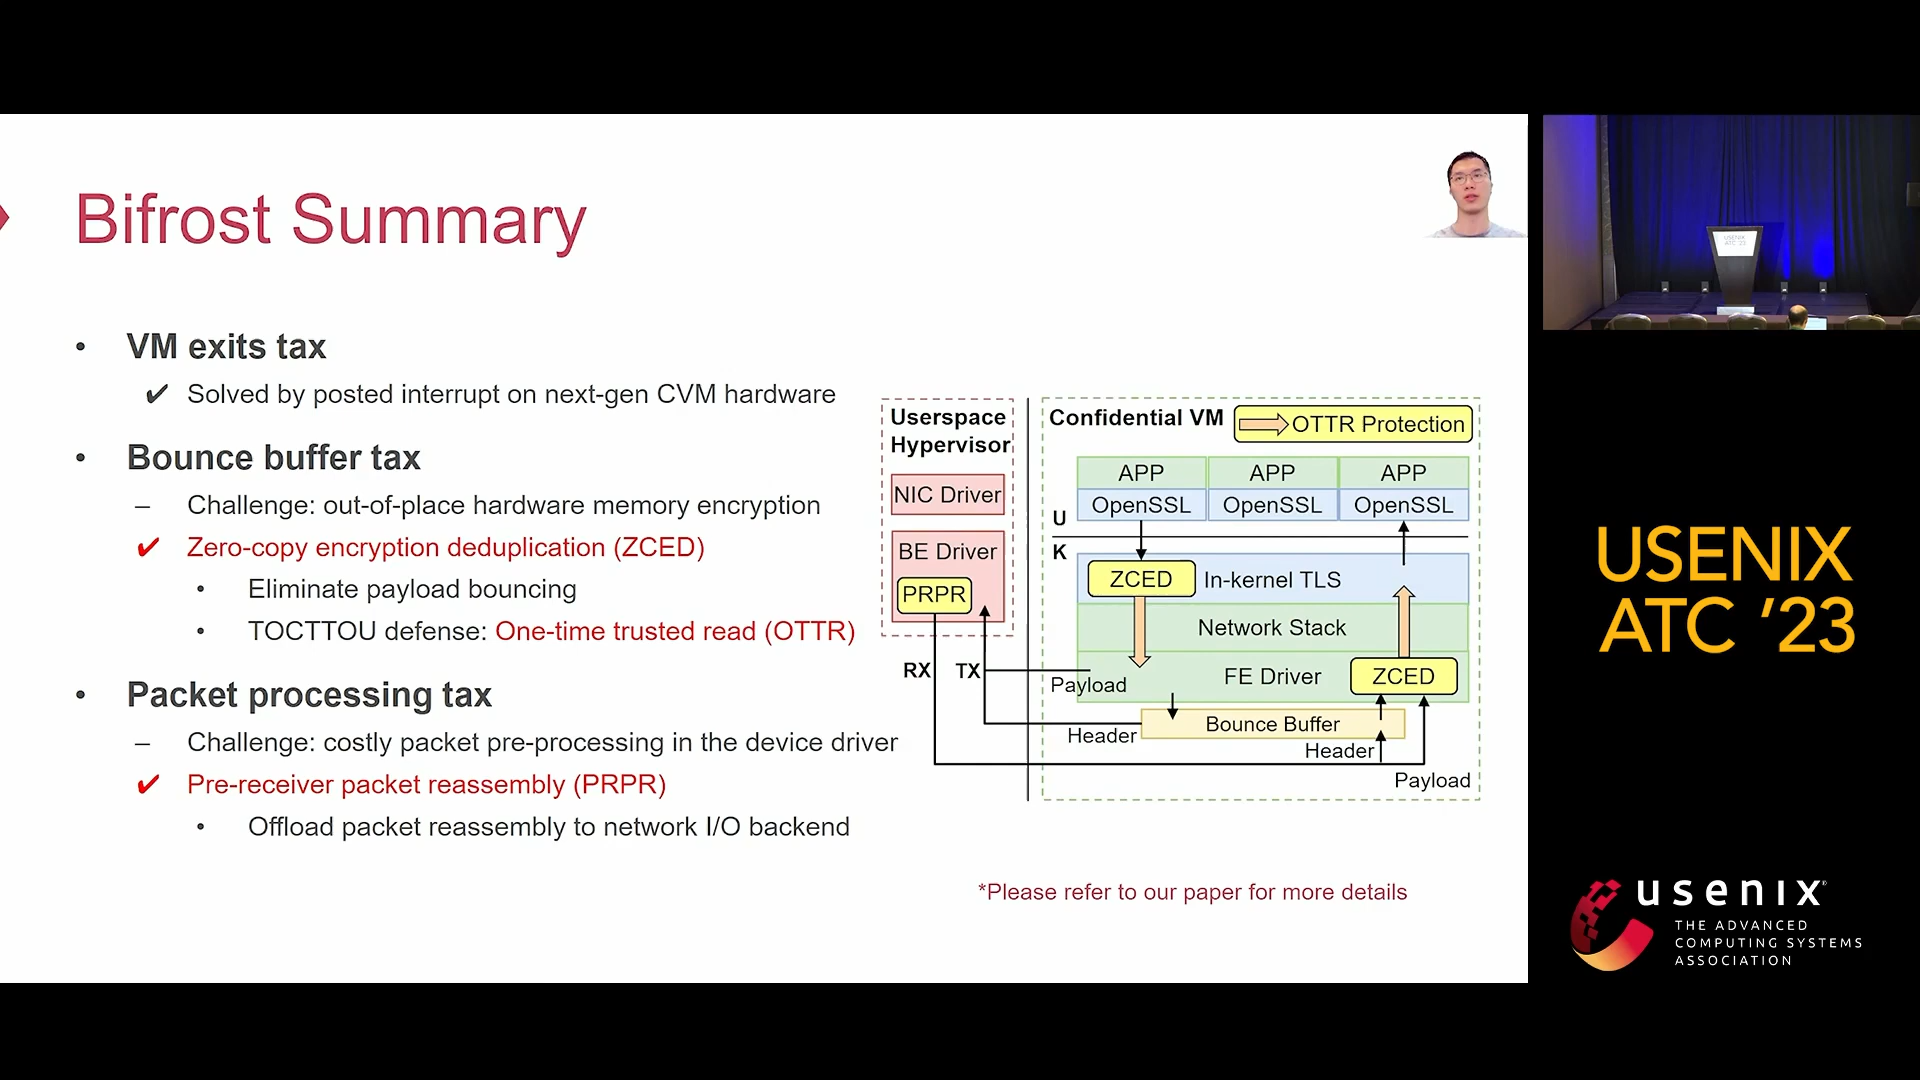 Bifrost Summary
• VM exits tax
✔ Solved by posted interrupt on next-gen CVM hardware
• Bounce buffer tax
– Challenge: out-of-place hardware memory encryption
✔ Zero-copy encryption deduplication (ZCED)
• Eliminate payload bouncing
• TOCTTOU defense: One-time trusted read (OTTR)
• Packet processing tax
– Challenge: costly packet pre-processing in the device driver
✔ Pre-receiver packet reassembly (PRPR)
• Offload packet reassembly to network I/O backend
Userspace
Hypervisor
NIC Driver
BE Driver
PRPR
RX TX
Confidential VM
OTTR Protection
APP APP APP
OpenSSL OpenSSL OpenSSL
U
K
ZCED In-kernel TLS
Network Stack
FE Driver ZCED
Payload
Bounce Buffer
Header
Header
Payload
*Please refer to our paper for more details
USENIX
ATC '23
USENIX
ATC '23
usenix®
THE ADVANCED
COMPUTING SYSTEMS
ASSOCIATION